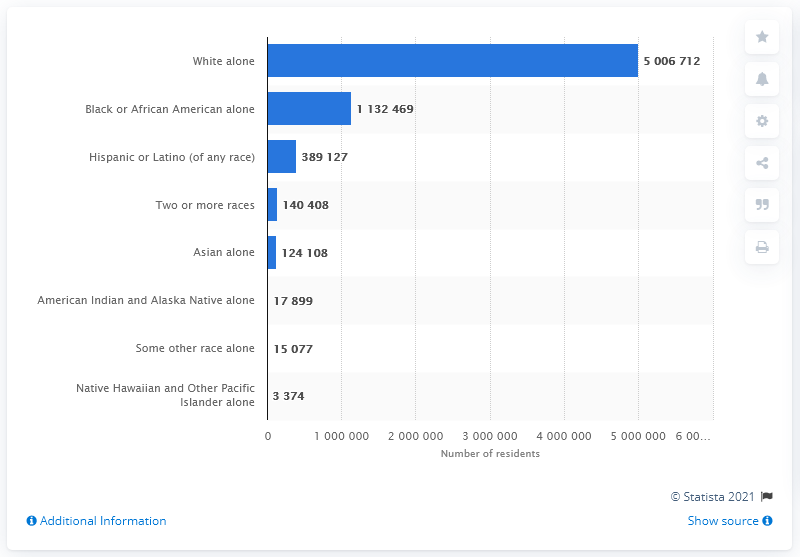 White alone 5 006 712
Black or African American alone 1 132 469
Hispanic or Latino (of any race) 389 127
Two or more races 140 408
Asian alone 124 108
American Indian and Alaska Native alone 17 899
Some other race alone 15 077
Native Hawaiian and Other Pacific
Islander alone 3 374
0 1 000 000 2 000 000 3 000 000 4 000 000 5 000 000 6 00…
Number of residents
© Statista 2021
Additional Information Show source